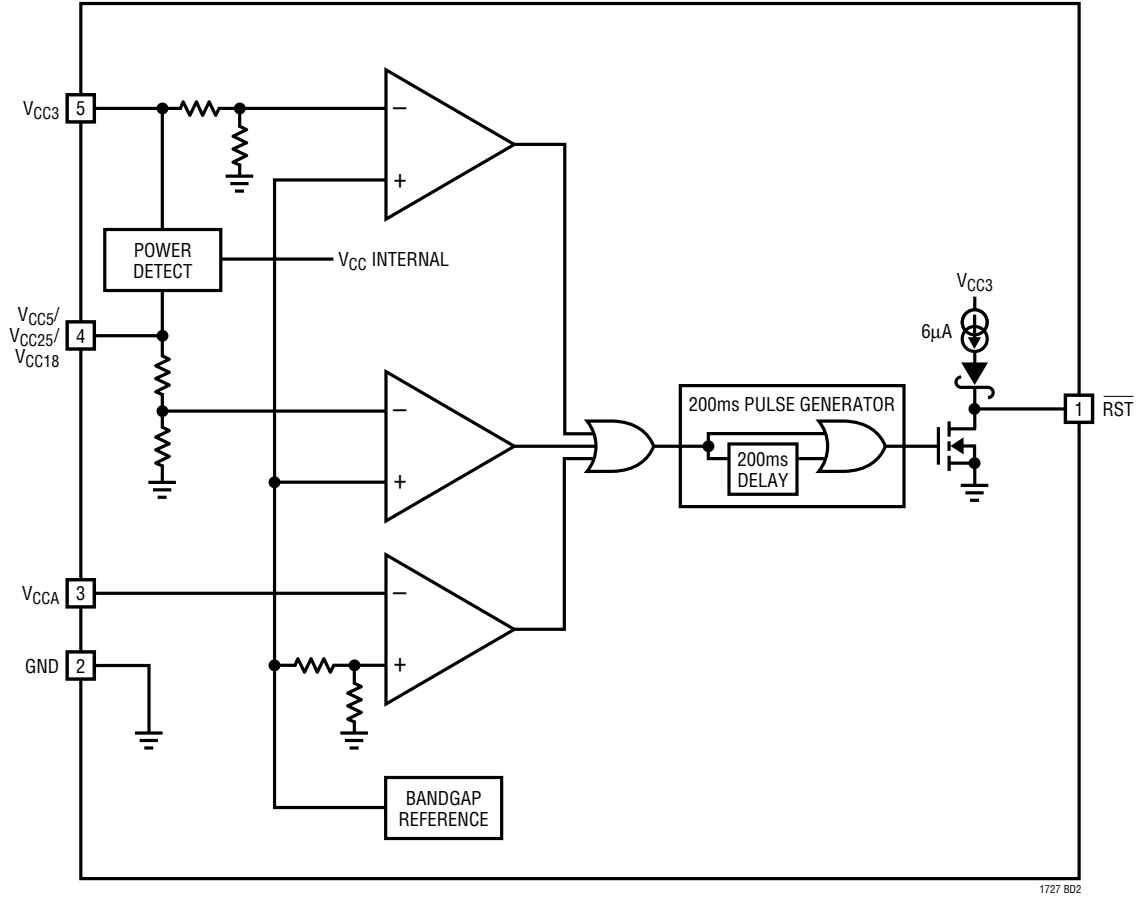 VCC3
5
−
+
POWER
DETECT
VCC INTERNAL
VCC5/
VCC25/
VCC18
4
−
+
VCCA
3
−
GND
2
+
BANDGAP
REFERENCE
200ms PULSE GENERATOR
200ms
DELAY
VCC3
6µA
1
RST
1727 BD2